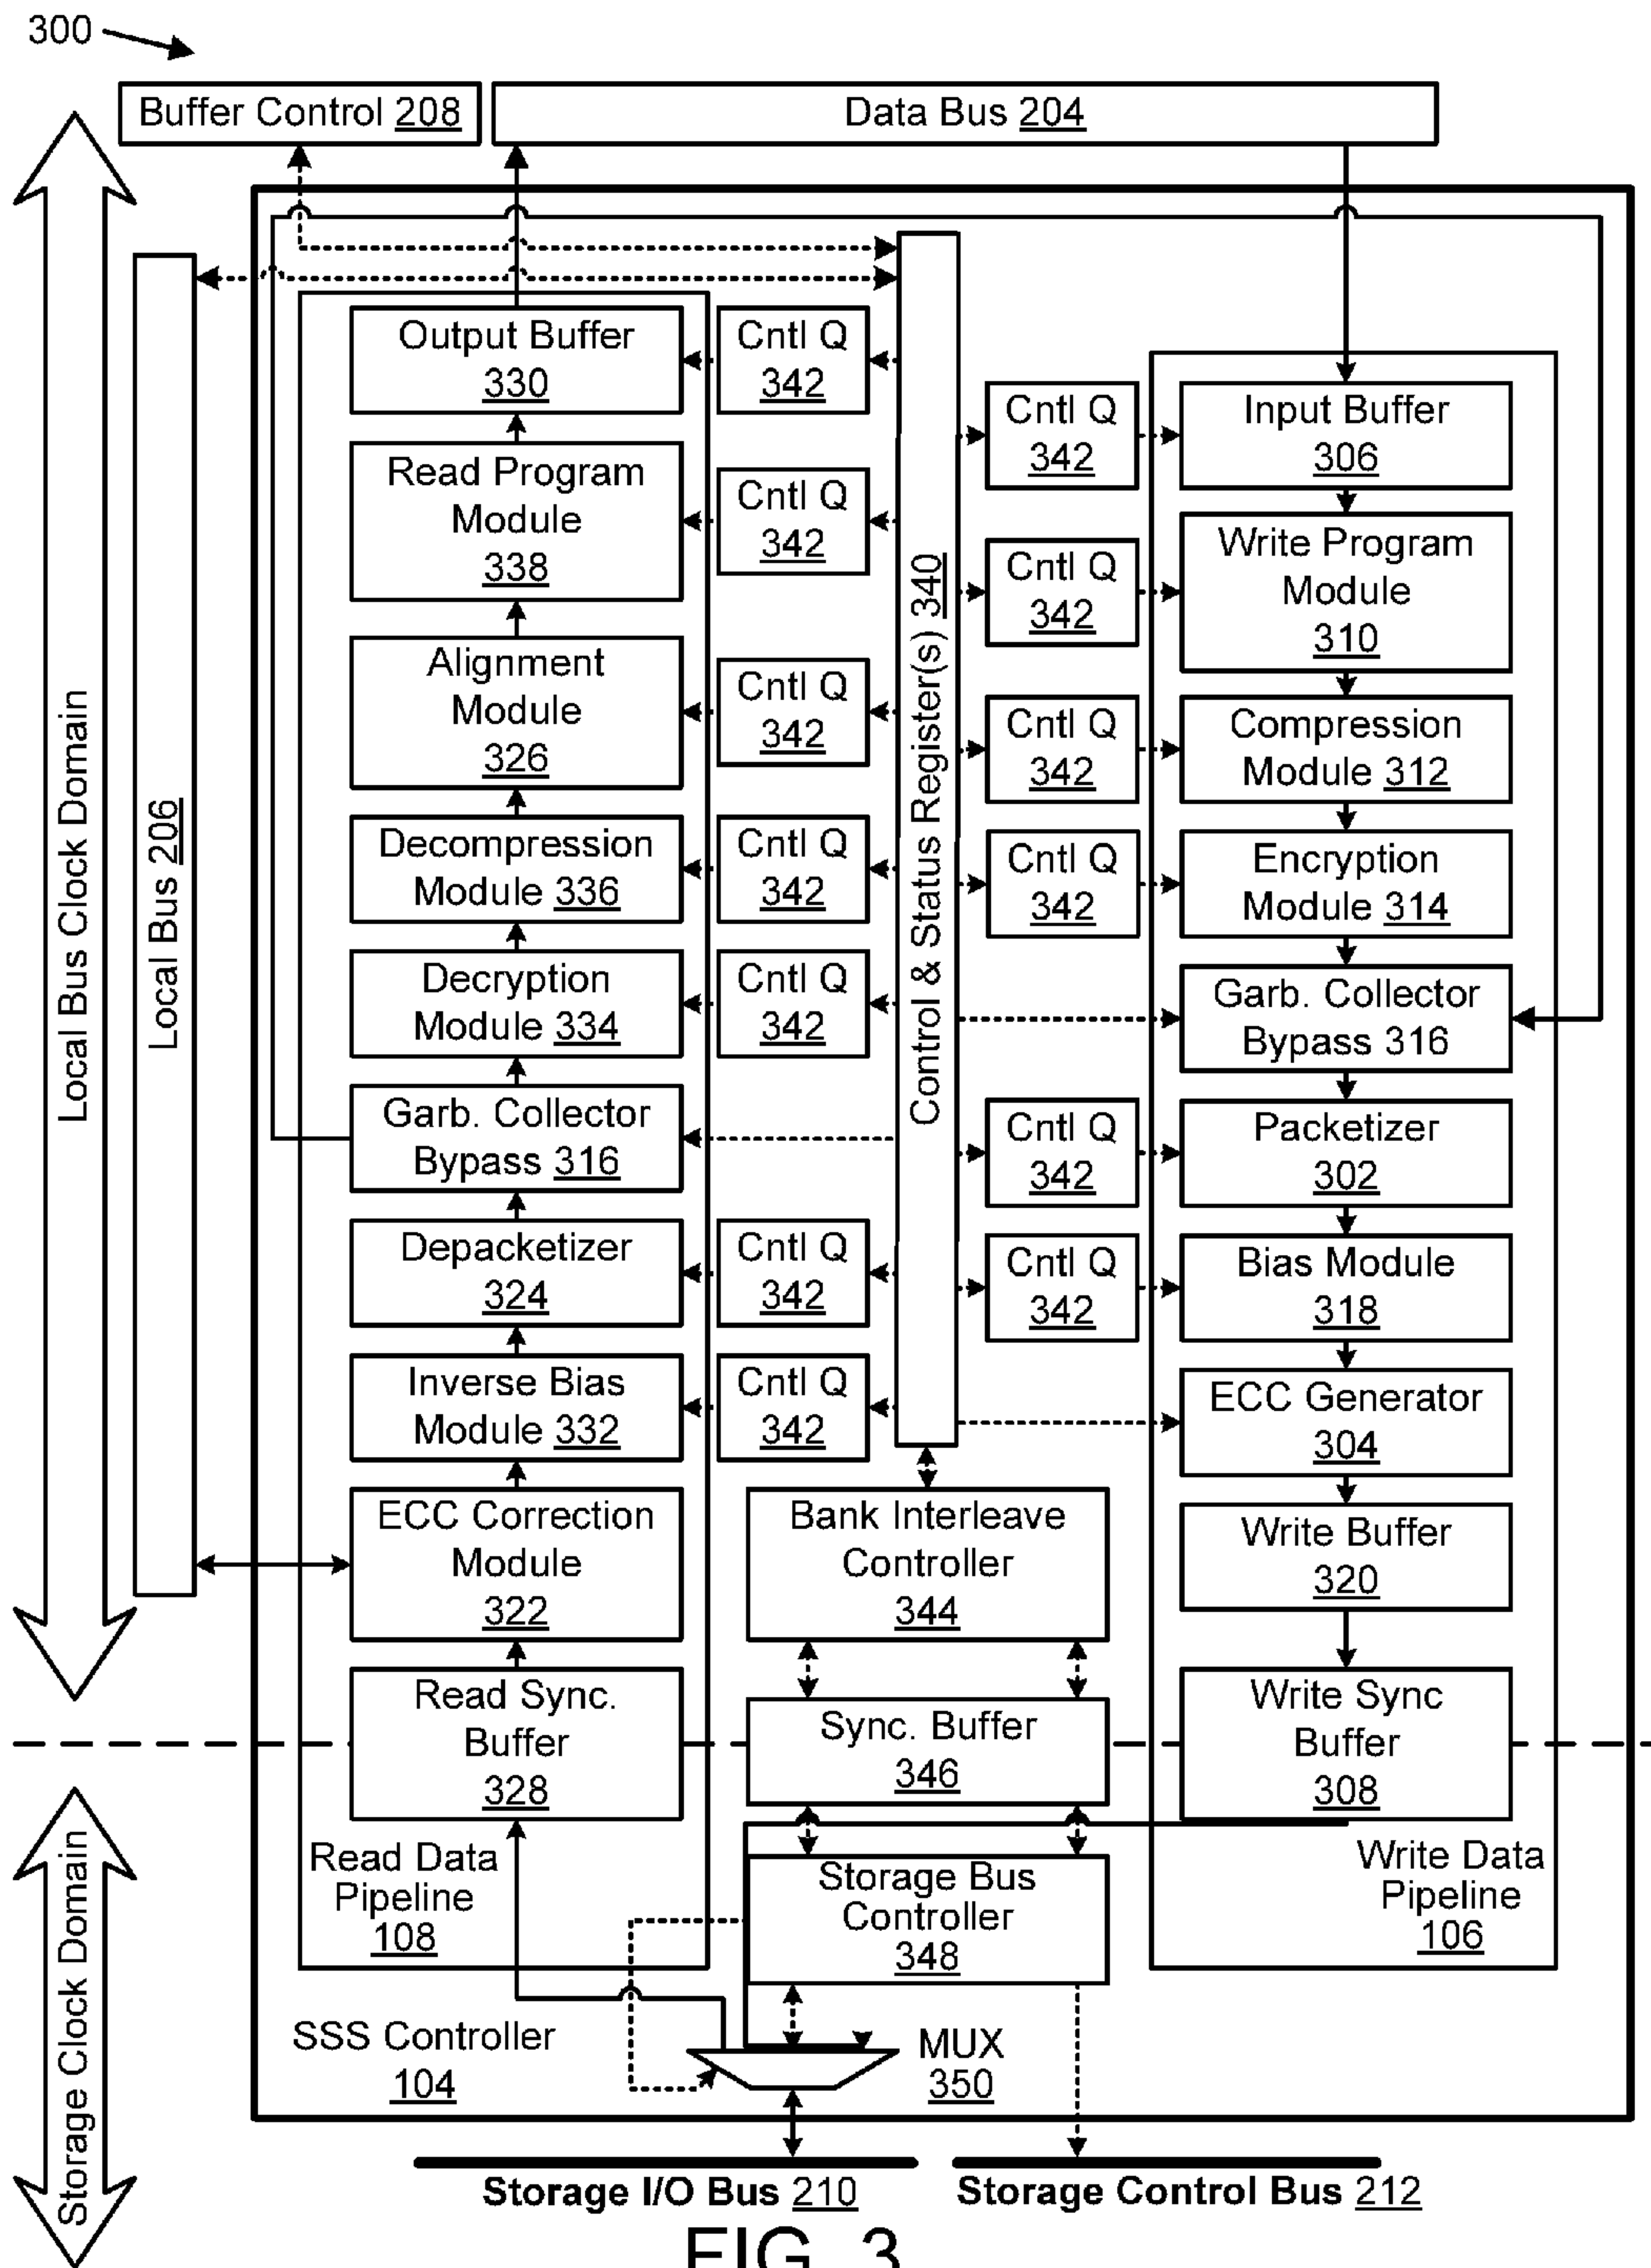 300
Buffer Control 208
Data Bus 204
Local Bus Clock Domain
Local Bus 206
Output Buffer
330
Cntl Q
342
Read Program
Module
338
Cntl Q
342
Alignment
Module
326
Cntl Q
342
Decompression
Module 336
Cntl Q
342
Decryption
Module 334
Cntl Q
342
Garb. Collector
Bypass 316
Depacketizer
324
Cntl Q
342
Inverse Bias
Module 332
Cntl Q
342
ECC Correction
Module
322
Read Sync.
Buffer
328
Read Data
Pipeline
108
Control & Status Register(s) 340
Bank Interleave
Controller
344
Sync. Buffer
346
Storage Bus
Controller
348
Cntl Q
342
Input Buffer
306
Cntl Q
342
Write Program
Module
310
Cntl Q
342
Compression
Module 312
Cntl Q
342
Encryption
Module 314
Garb. Collector
Bypass 316
Cntl Q
342
Packetizer
302
Cntl Q
342
Bias Module
318
ECC Generator
304
Write Buffer
320
Write Sync
Buffer
308
Write Data
Pipeline
106
Storage Clock Domain
SSS Controller
104
MUX
350
Storage I/O Bus 210
Storage Control Bus 212
FIG. 3